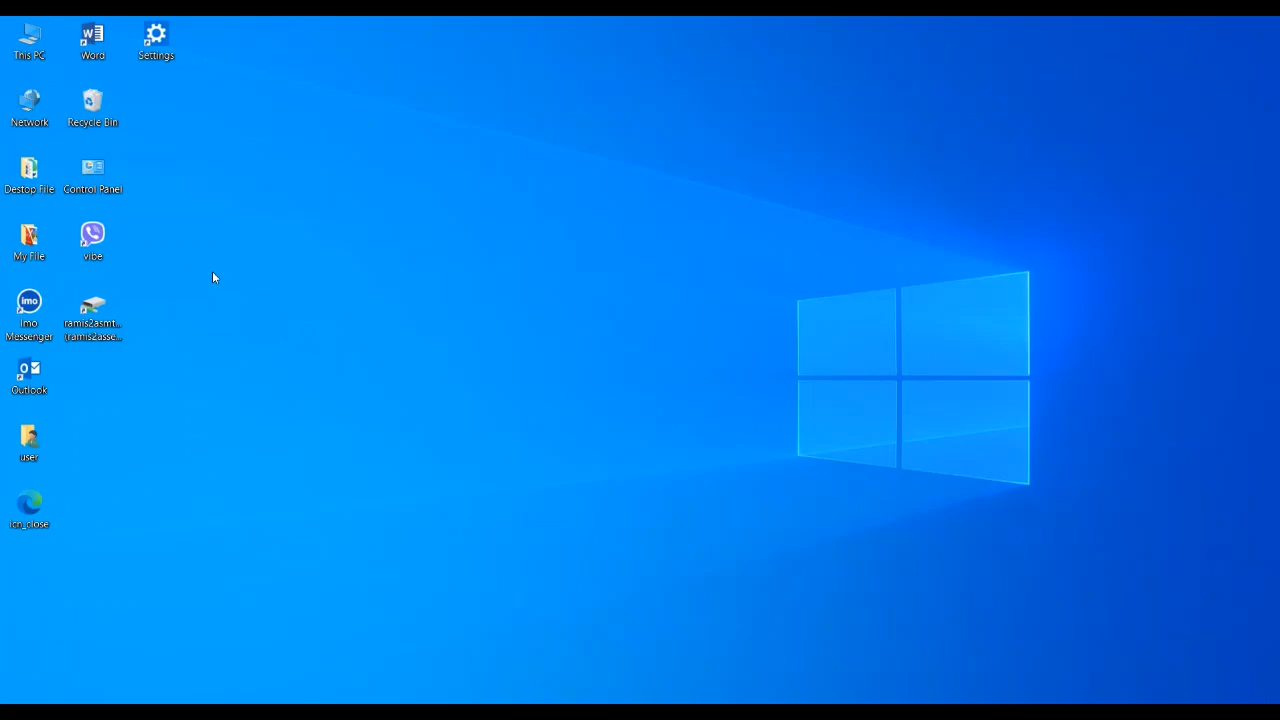 This PC
Word
Settings
Network
Recycle Bin
Destop File
Control Panel
My File
vibe
imo
Imo
Messenger
ramis2asmt...
(ramis2asse...
Outlook
user
icn_close